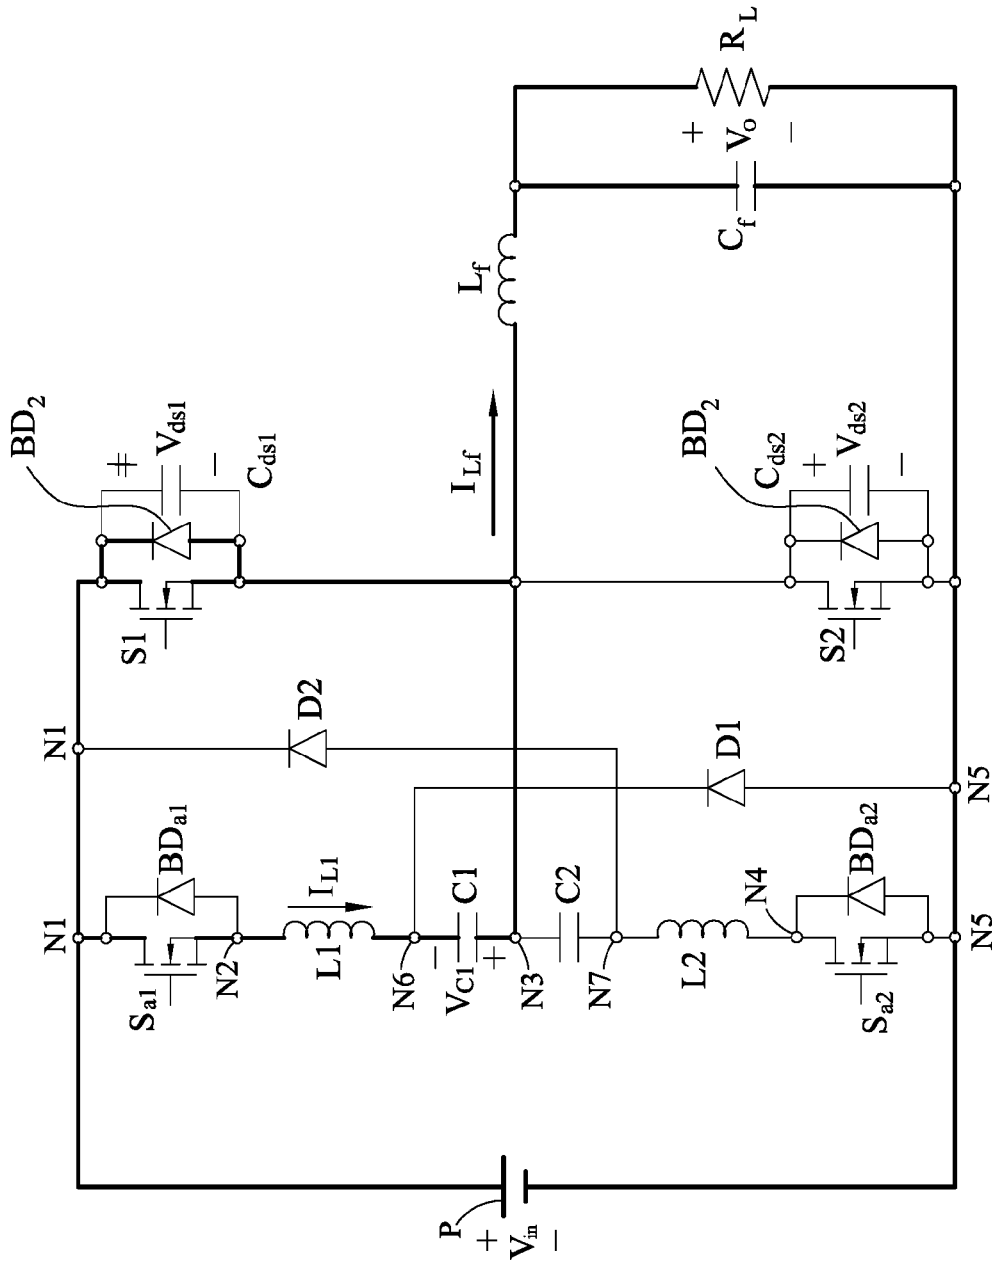 R_L
+ V_o −
C_f
L_f
BD_2
+ V_ds1 −
C_ds1
I_Lf
BD_2
C_ds2
+ V_ds2 −
S1
S2
N1
D2
D1
N5
N1
BD_a1
I_L1
C1
C2
N4
BD_a2
N5
S_a1
N2
L1
N6
− V_C1 +
N3
N7
L2
S_a2
P
+ V_in −